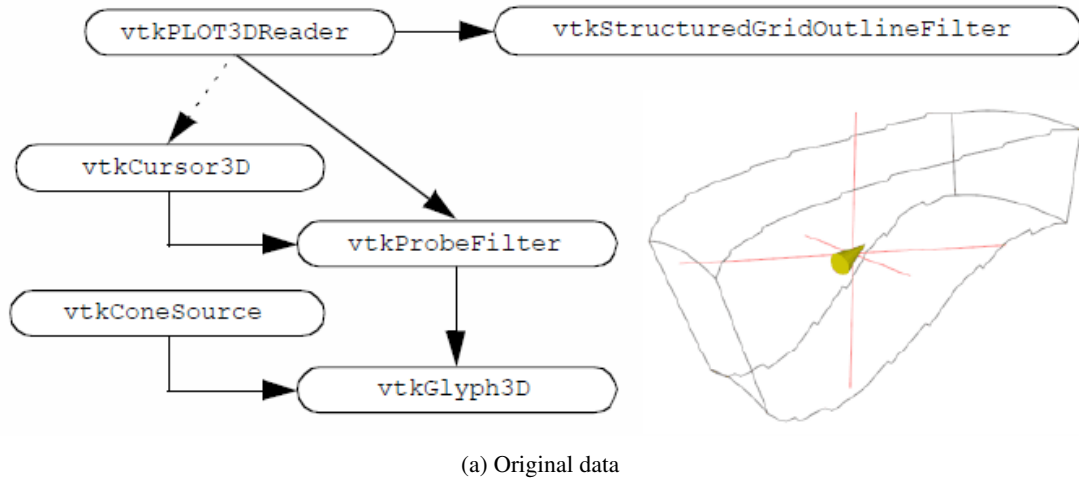 vtkPLOT3DReader
vtkStructuredGridOutlineFilter
vtkCursor3D
vtkProbeFilter
vtkConeSource
vtkGlyph3D
(a) Original data